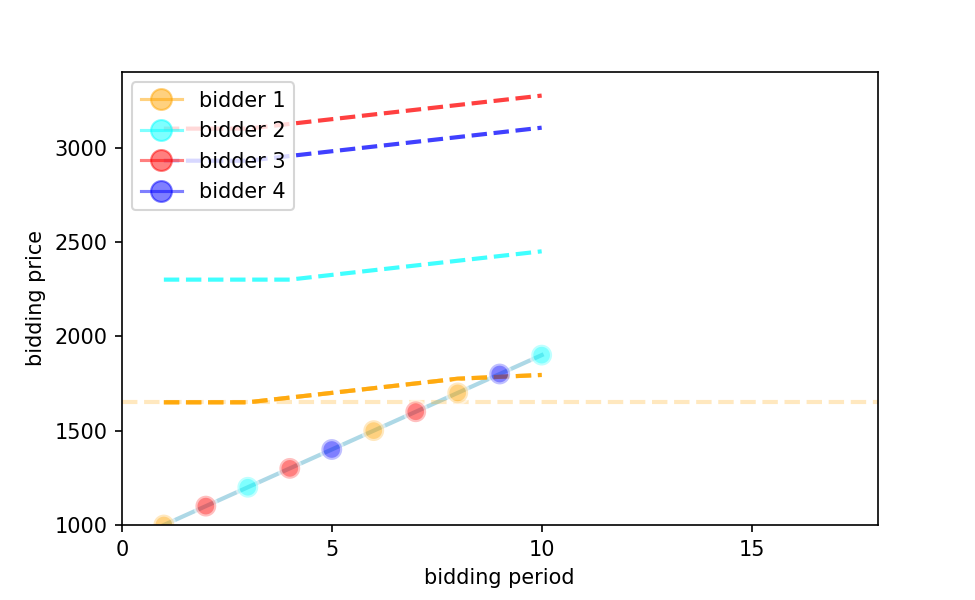 bidder 1
bidder 2
bidder 3
bidder 4
3000
2500
2000
1500
1000
bidding price
0 5 10 15
bidding period